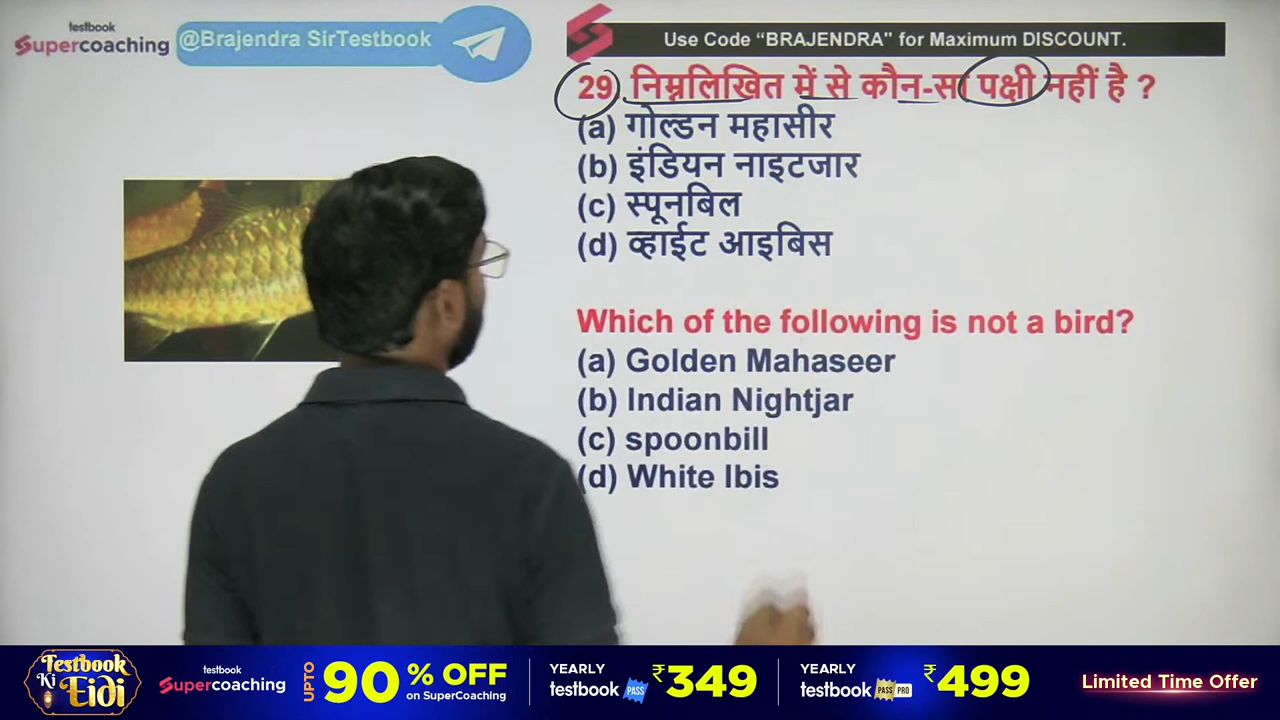 testbook
Supercoaching
@Brajendra SirTestbook
Use Code “BRAJENDRA" for Maximum DISCOUNT.
29. निम्नलिखित में से कौन-सा पक्षी नहीं है ?
(a) गोल्डन महासीर
(b) इंडियन नाइटजार
(c) स्पूनबिल
(d) व्हाईट आइबिस
Which of the following is not a bird?
(a) Golden Mahaseer
(b) Indian Nightjar
(c) spoonbill
(d) White Ibis
Testbook
Ki Eidi
testbook
Supercoaching
UPTO 90% OFF
on SuperCoaching
YEARLY
testbook PASS
₹349
YEARLY
testbook PASS PRO
₹499
Limited Time Offer